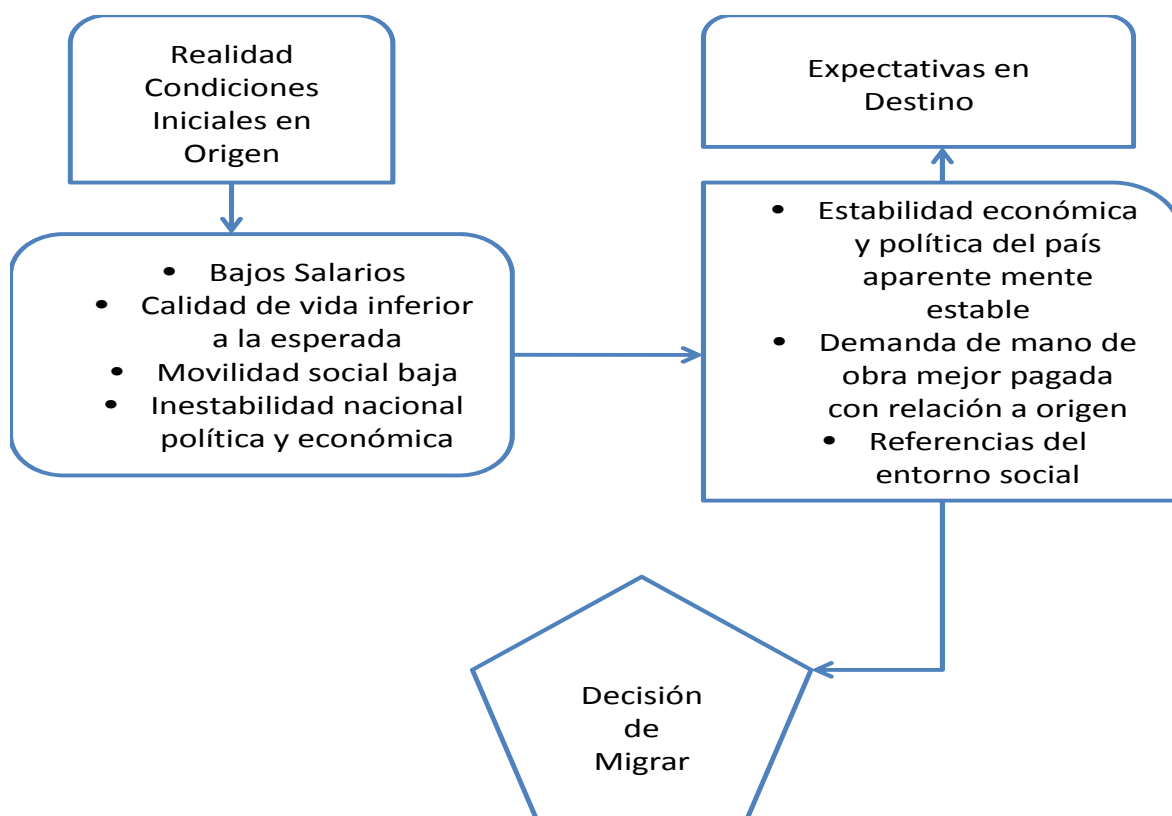 Realidad
Condiciones
Iniciales en
Origen
Expectativas en
Destino
• Bajos Salarios
• Calidad de vida inferior
a la esperada
• Movilidad social baja
• Inestabilidad nacional
política y económica
• Estabilidad económica
y política del país
aparente mente
estable
• Demanda de mano de
obra mejor pagada
con relación a origen
• Referencias del
entorno social
Decisión
de
Migrar